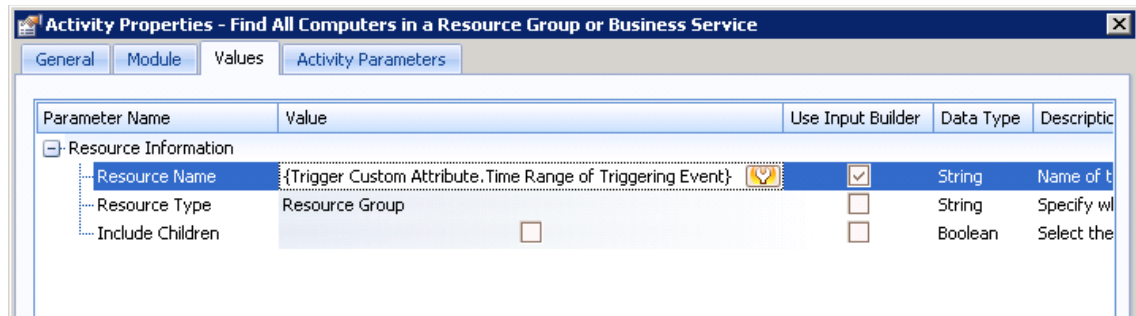 Activity Properties - Find All Computers in a Resource Group or Business Service
General Module Values Activity Parameters
Parameter Name Value Use Input Builder Data Type Descriptic
Resource Information
Resource Name {Trigger Custom Attribute.Time Range of Triggering Event} String Name of t
Resource Type Resource Group String Specify wl
Include Children Boolean Select the